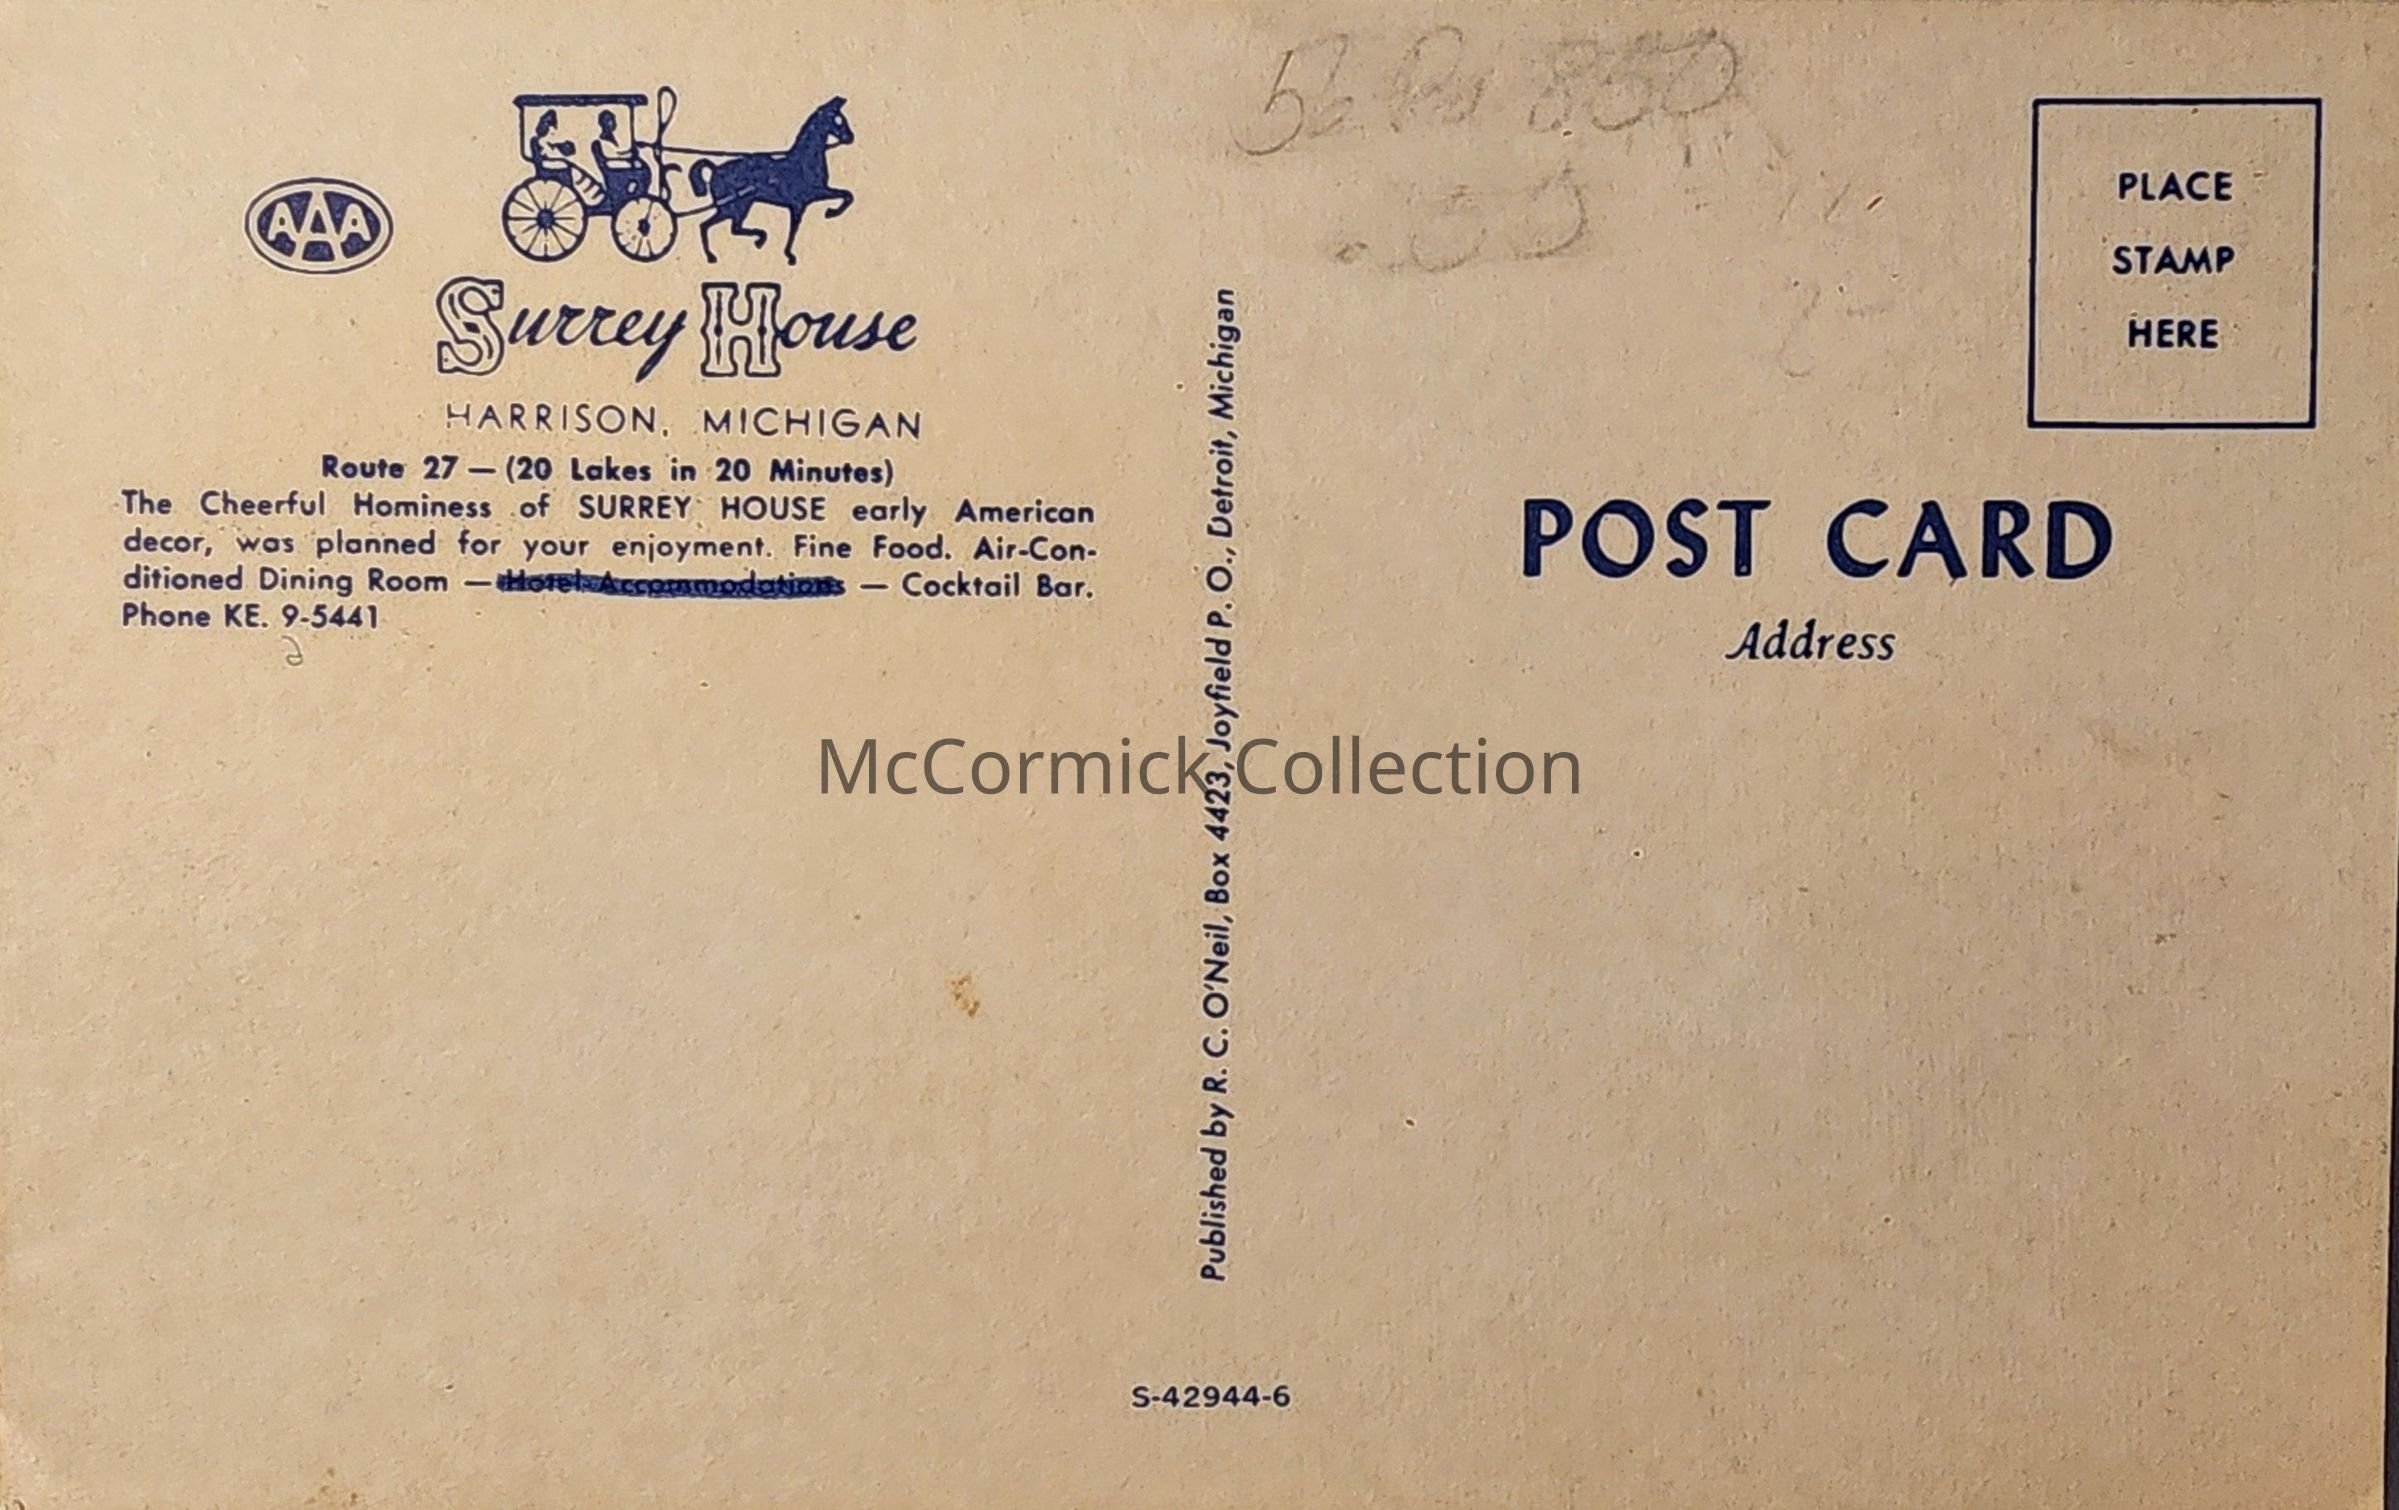 AAA
Surrey House
HARRISON, MICHIGAN
Route 27 — (20 Lakes in 20 Minutes)
The Cheerful Hominess of SURREY HOUSE early American
decor, was planned for your enjoyment. Fine Food. Air-Con-
ditioned Dining Room — Hotel Accommodations — Cocktail Bar.
Phone KE. 9-5441
Published by R. C. O'Neil, Box 4423, Joyfield P. O., Detroit, Michigan
S-42944-6
850
PLACE
STAMP
HERE
POST CARD
Address
McCormick Collection